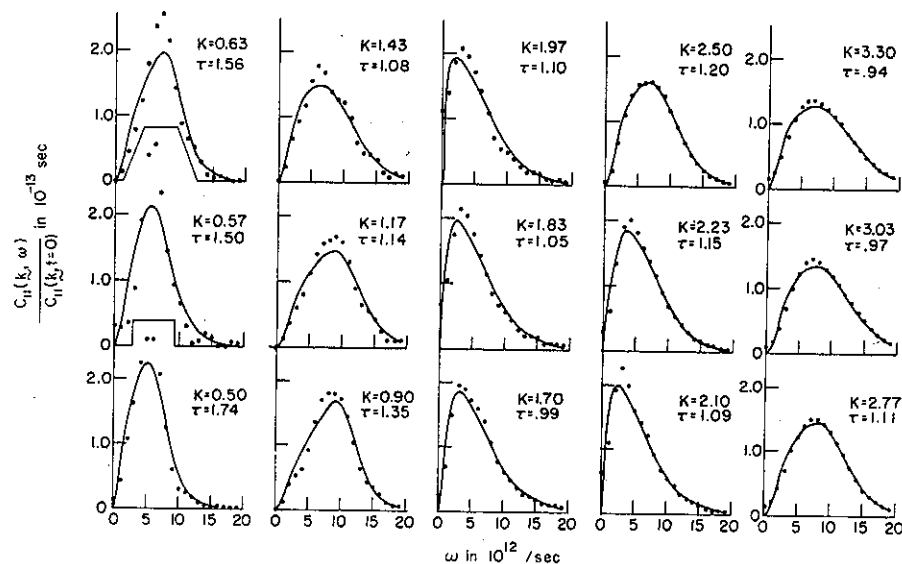 C₁₁(k, ω)
C₁₁(k, t=0)
in 10⁻¹³ sec
2.0
1.0
0
K=0.63
τ=1.56
K=1.43
τ=1.08
K=1.97
τ=1.10
K=2.50
τ=1.20
2.0
1.0
0
K=3.30
τ=.94
2.0
1.0
0
K=0.57
τ=1.50
K=1.17
τ=1.14
K=1.83
τ=1.05
K=2.23
τ=1.15
2.0
1.0
0
K=3.03
τ=.97
2.0
1.0
0
K=0.50
τ=1.74
K=0.90
τ=1.35
K=1.70
τ=.99
K=2.10
τ=1.09
2.0
1.0
0
K=2.77
τ=1.11
0 5 10 15 20
0 5 10 15 20
0 5 10 15 20
0 5 10 15 20
0 5 10 15 20
ω in 10¹² /sec